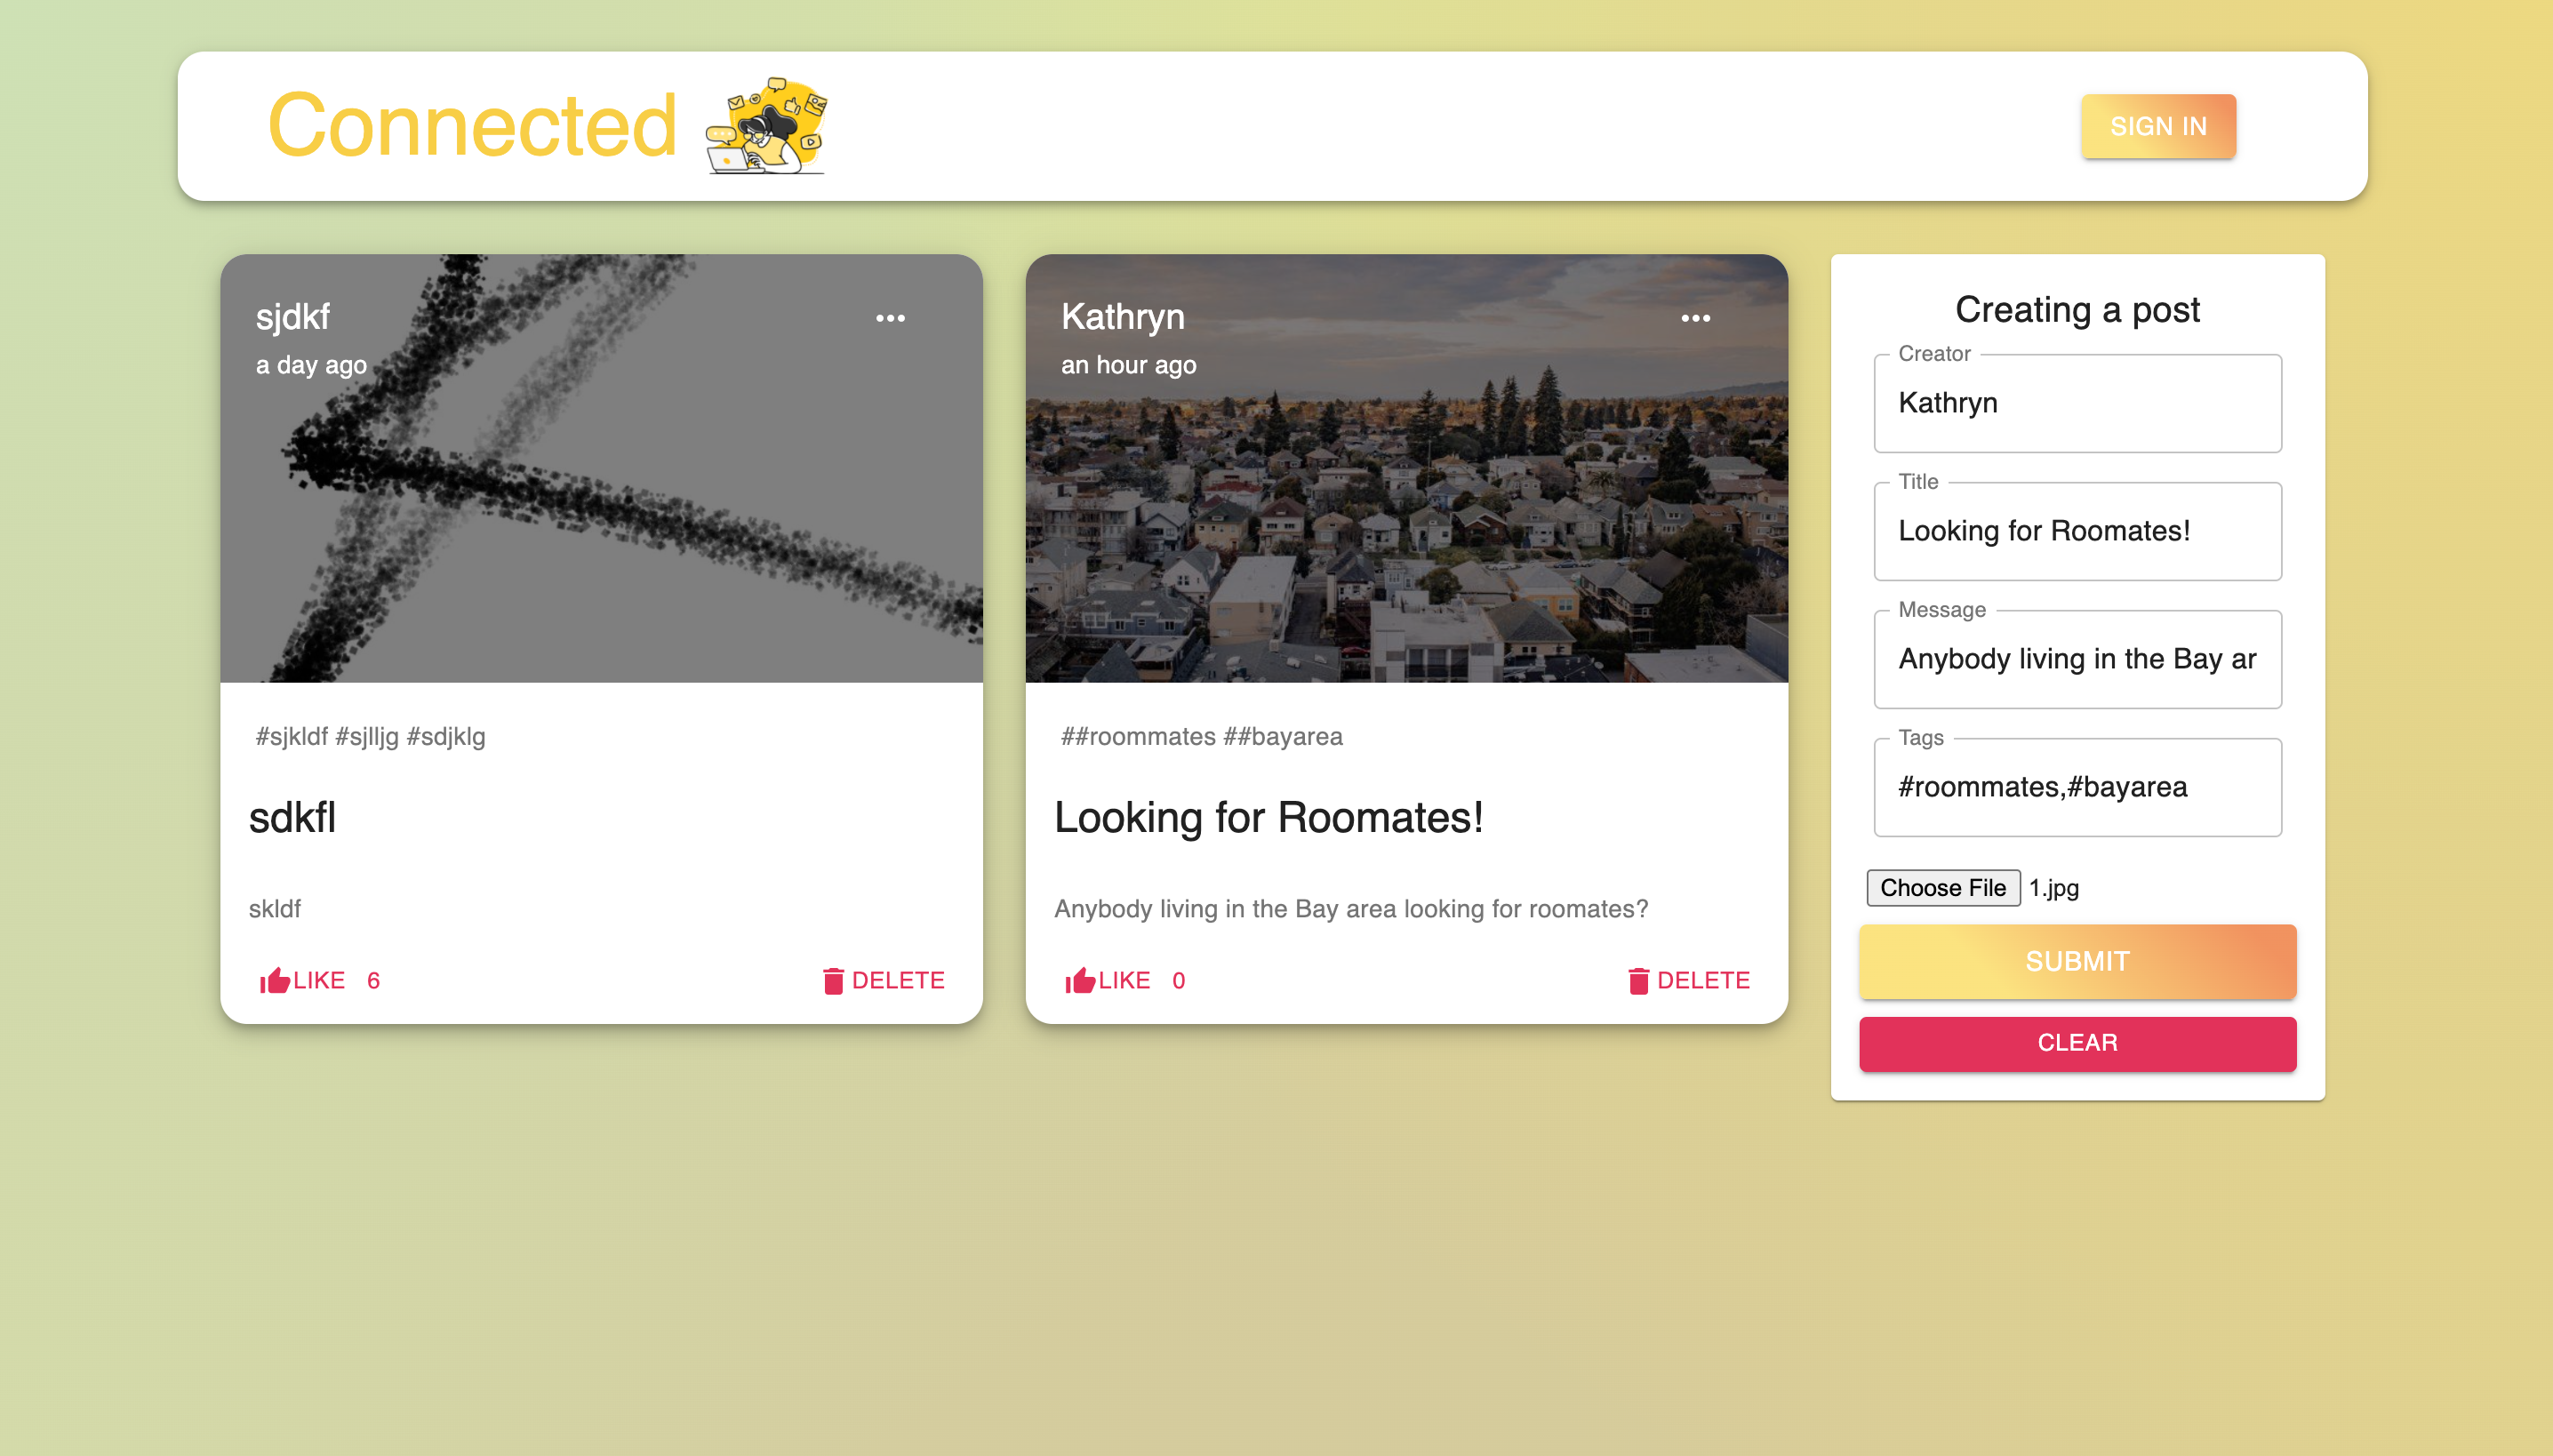 Connected
SIGN IN
sjdkf
a day ago
#sjkldf #sjlljg #sdjklg
sdkfl
skldf
LIKE 6
DELETE
Kathryn
an hour ago
##roommates ##bayarea
Looking for Roomates!
Anybody living in the Bay area looking for roomates?
LIKE 0
DELETE
Creating a post
Creator
Kathryn
Title
Looking for Roomates!
Message
Anybody living in the Bay ar
Tags
#roommates,#bayarea
Choose File 1.jpg
SUBMIT
CLEAR